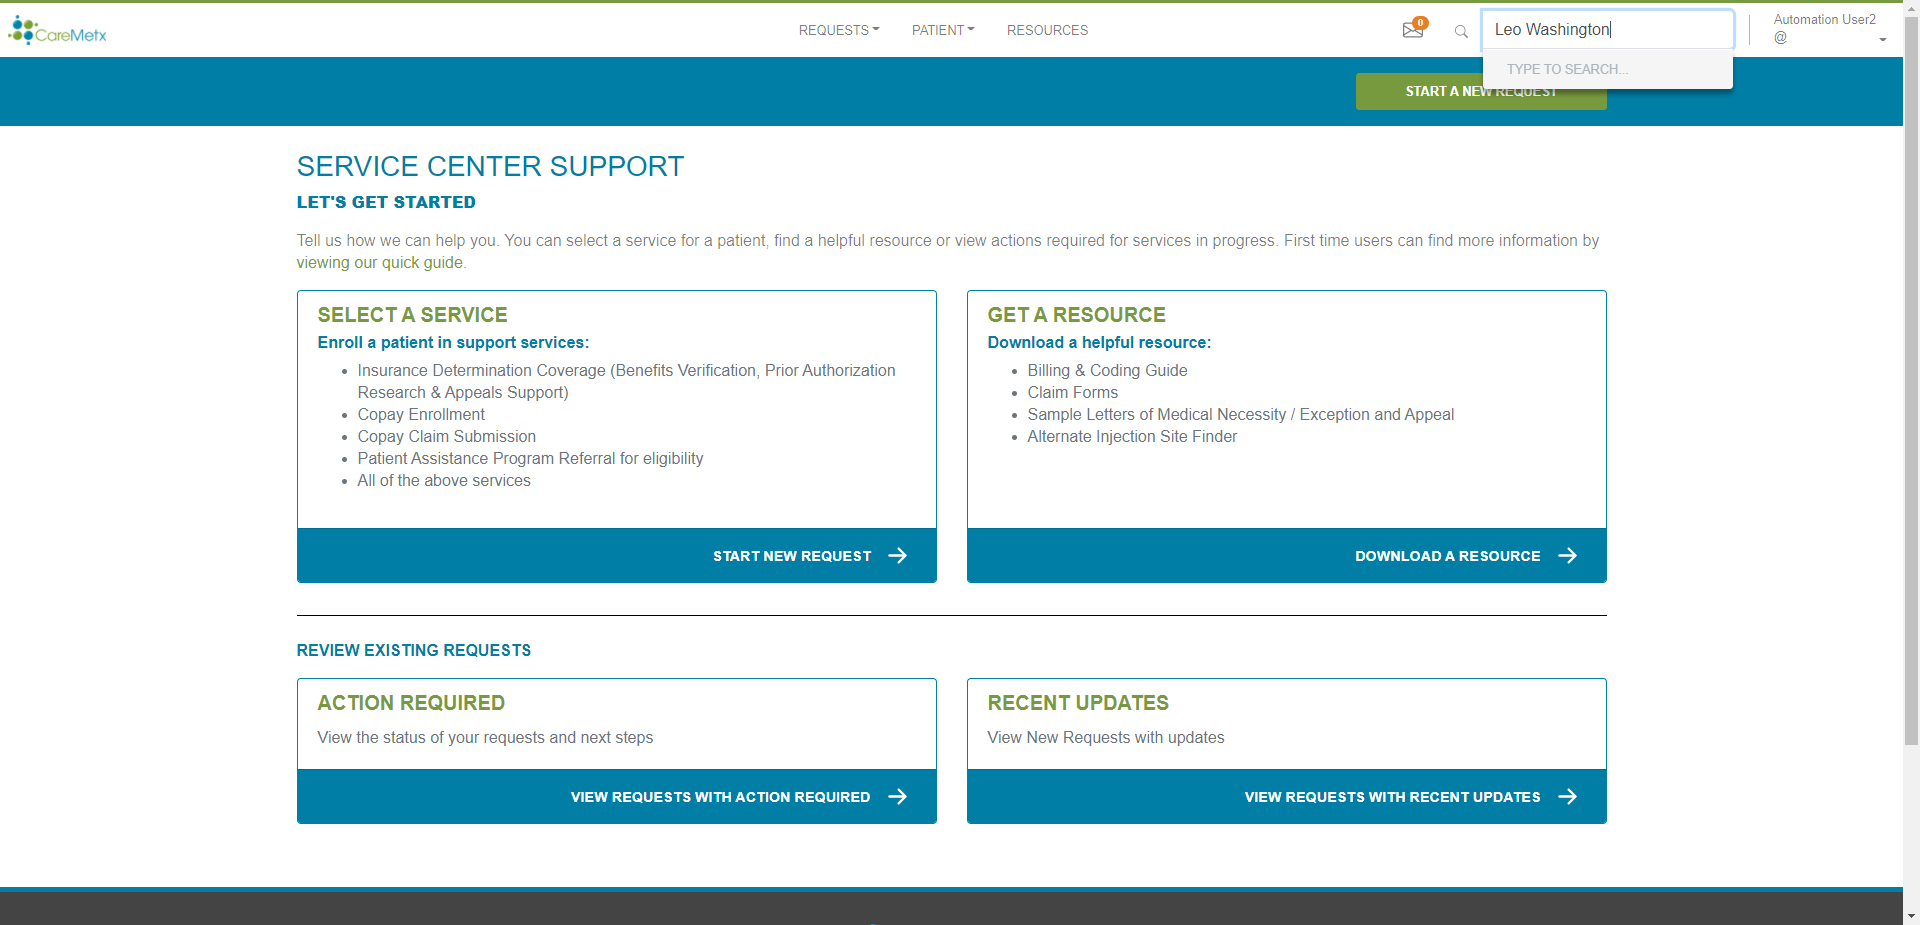 CareMetx
REQUESTS
PATIENT
RESOURCES
0
Leo Washington
Automation User2
@
TYPE TO SEARCH...
START A NEW REQUEST
SERVICE CENTER SUPPORT
LET'S GET STARTED
Tell us how we can help you. You can select a service for a patient, find a helpful resource or view actions required for services in progress. First time users can find more information by
viewing our quick guide.
SELECT A SERVICE
Enroll a patient in support services:
Insurance Determination Coverage (Benefits Verification, Prior Authorization
Research & Appeals Support)
Copay Enrollment
Copay Claim Submission
Patient Assistance Program Referral for eligibility
All of the above services
START NEW REQUEST
GET A RESOURCE
Download a helpful resource:
Billing & Coding Guide
Claim Forms
Sample Letters of Medical Necessity / Exception and Appeal
Alternate Injection Site Finder
DOWNLOAD A RESOURCE
REVIEW EXISTING REQUESTS
ACTION REQUIRED
View the status of your requests and next steps
VIEW REQUESTS WITH ACTION REQUIRED
RECENT UPDATES
View New Requests with updates
VIEW REQUESTS WITH RECENT UPDATES